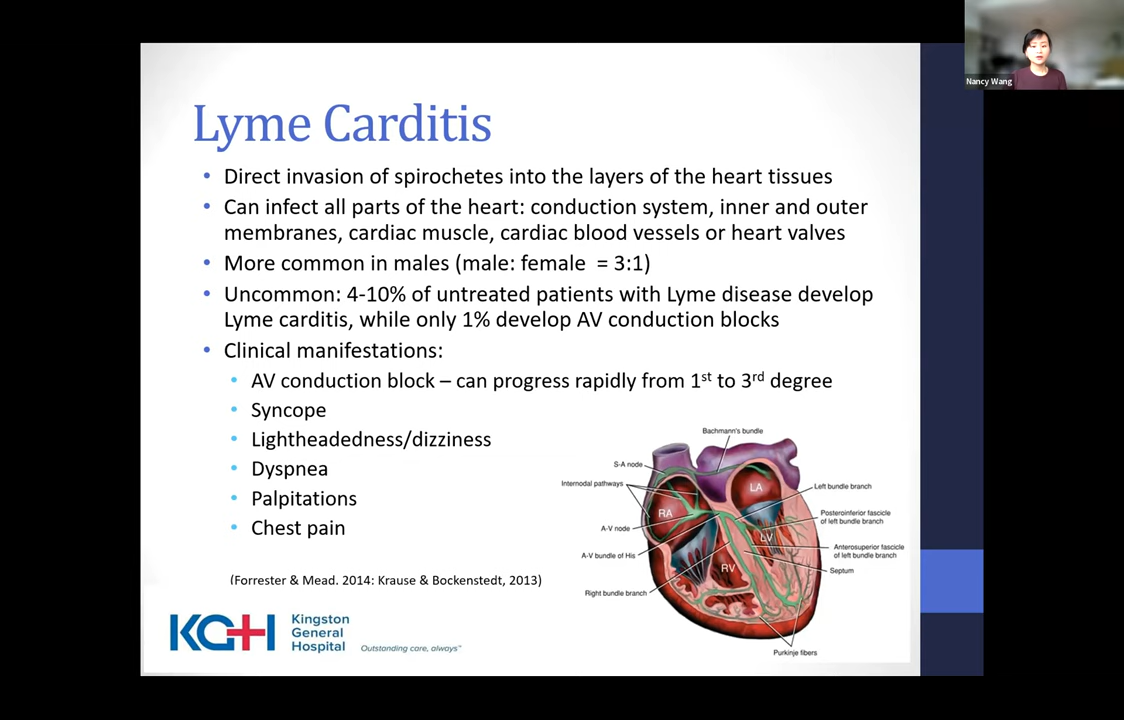 Nancy Wang
Lyme Carditis
• Direct invasion of spirochetes into the layers of the heart tissues
• Can infect all parts of the heart: conduction system, inner and outer
membranes, cardiac muscle, cardiac blood vessels or heart valves
• More common in males (male: female = 3:1)
• Uncommon: 4-10% of untreated patients with Lyme disease develop
Lyme carditis, while only 1% develop AV conduction blocks
• Clinical manifestations:
• AV conduction block – can progress rapidly from 1st to 3rd degree
• Syncope
• Lightheadedness/dizziness
• Dyspnea
• Palpitations
• Chest pain
(Forrester & Mead. 2014: Krause & Bockenstedt, 2013)
KGH
Kingston
General
Hospital
Outstanding care, always"
Bachmann's bundle
S-A node
Internodal pathways
A-V node
A-V bundle of His
Right bundle branch
RA
LA
LV
RV
Left bundle branch
Posteroinferior fascicle
of left bundle branch
Anterosuperior fascicle
of left bundle branch
Septum
Purkinje fibers